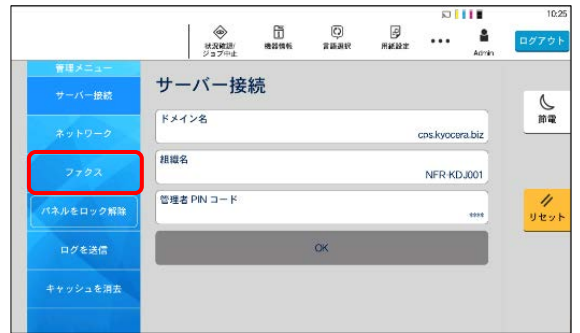 10:25
状況確認/
ジョブ中止
機器情報
言語選択
用紙設定
Admin
ログアウト
管理メニュー
サーバー接続
ネットワーク
ファクス
パネルをロック解除
ログを送信
キャッシュを消去
サーバー接続
ドメイン名
cps.kyocera.biz
組織名
NFR-KDJ001
管理者 PIN コード
****
OK
節電
リセット